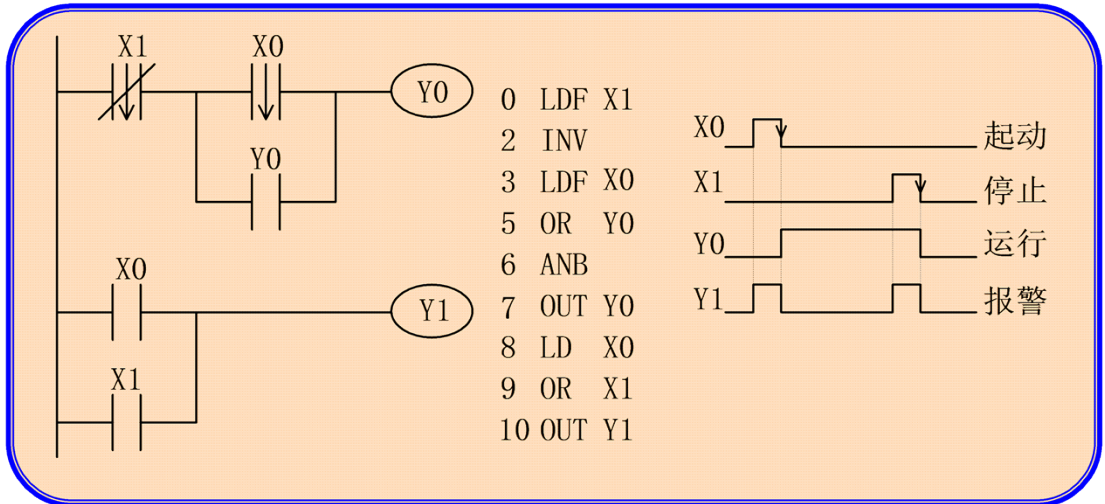 X1 X0
Y0
Y0
X0
Y1
X1
0 LDF X1
2 INV
3 LDF X0
5 OR Y0
6 ANB
7 OUT Y0
8 LD X0
9 OR X1
10 OUT Y1
X0 起动
X1 停止
Y0 运行
Y1 报警